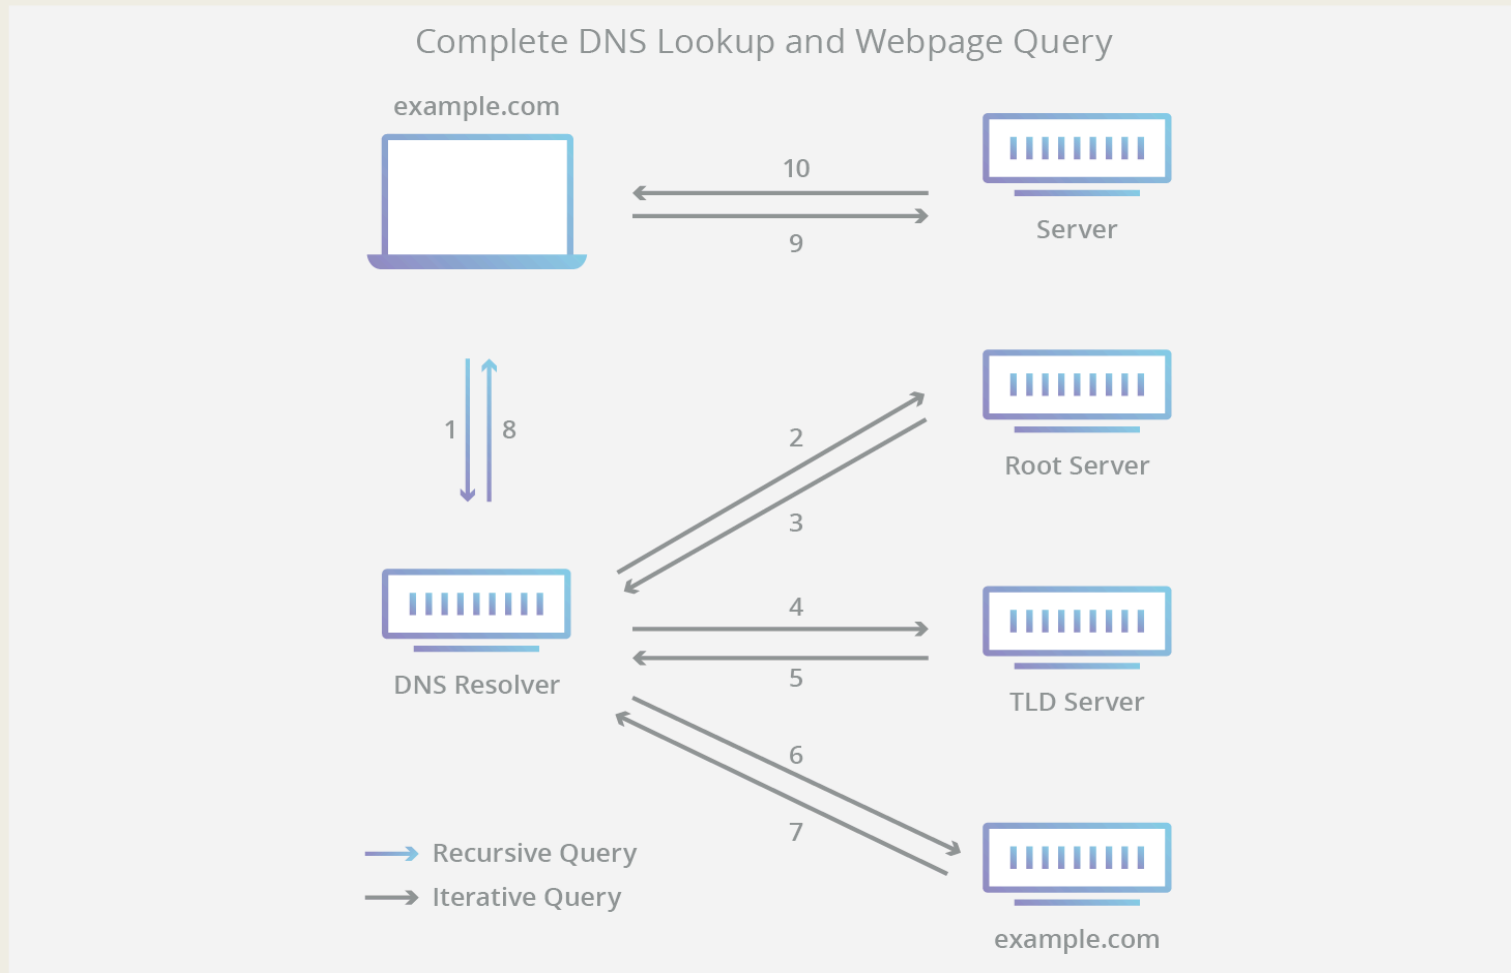 Complete DNS Lookup and Webpage Query
example.com
10
9
Server
1
8
2
3
Root Server
DNS Resolver
4
5
TLD Server
6
7
example.com
Recursive Query
Iterative Query